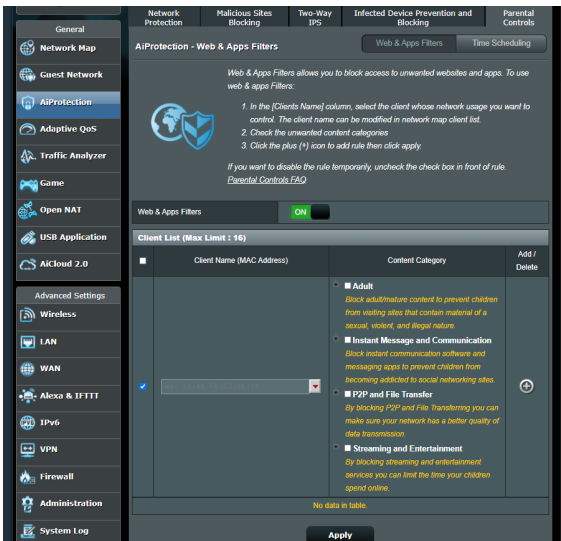 Network Protection
Malicious Sites Blocking
Two-Way IPS
Infected Device Prevention and Blocking
Parental Controls
General
Network Map
Guest Network
AiProtection
Adaptive QoS
Traffic Analyzer
Game
Open NAT
USB Application
AiCloud 2.0
Advanced Settings
Wireless
LAN
WAN
Alexa & IFTTT
IPv6
VPN
Firewall
Administration
System Log
AiProtection - Web & Apps Filters
Web & Apps Filters
Time Scheduling
Web & Apps Filters allows you to block access to unwanted websites and apps. To use
web & apps Filters:
1. In the [Clients Name] column, select the client whose network usage you want to
control. The client name can be modified in network map client list.
2. Check the unwanted content categories
3. Click the plus (+) icon to add rule then click apply.
If you want to disable the rule temporarily, uncheck the check box in front of rule.
Parental Controls FAQ
Web & Apps Filters
ON
Client List (Max Limit : 16)
Client Name (MAC Address)
Content Category
Add /
Delete
Adult
Block adult/mature content to prevent children
from visiting sites that contain material of a
sexual, violent, and illegal nature.
Instant Message and Communication
Block instant communication software and
messaging apps to prevent children from
becoming addicted to social networking sites.
P2P and File Transfer
By blocking P2P and File Transferring you can
make sure your network has a better quality of
data transmission.
Streaming and Entertainment
By blocking streaming and entertainment
services you can limit the time your children
spend online.
No data in table.
Apply